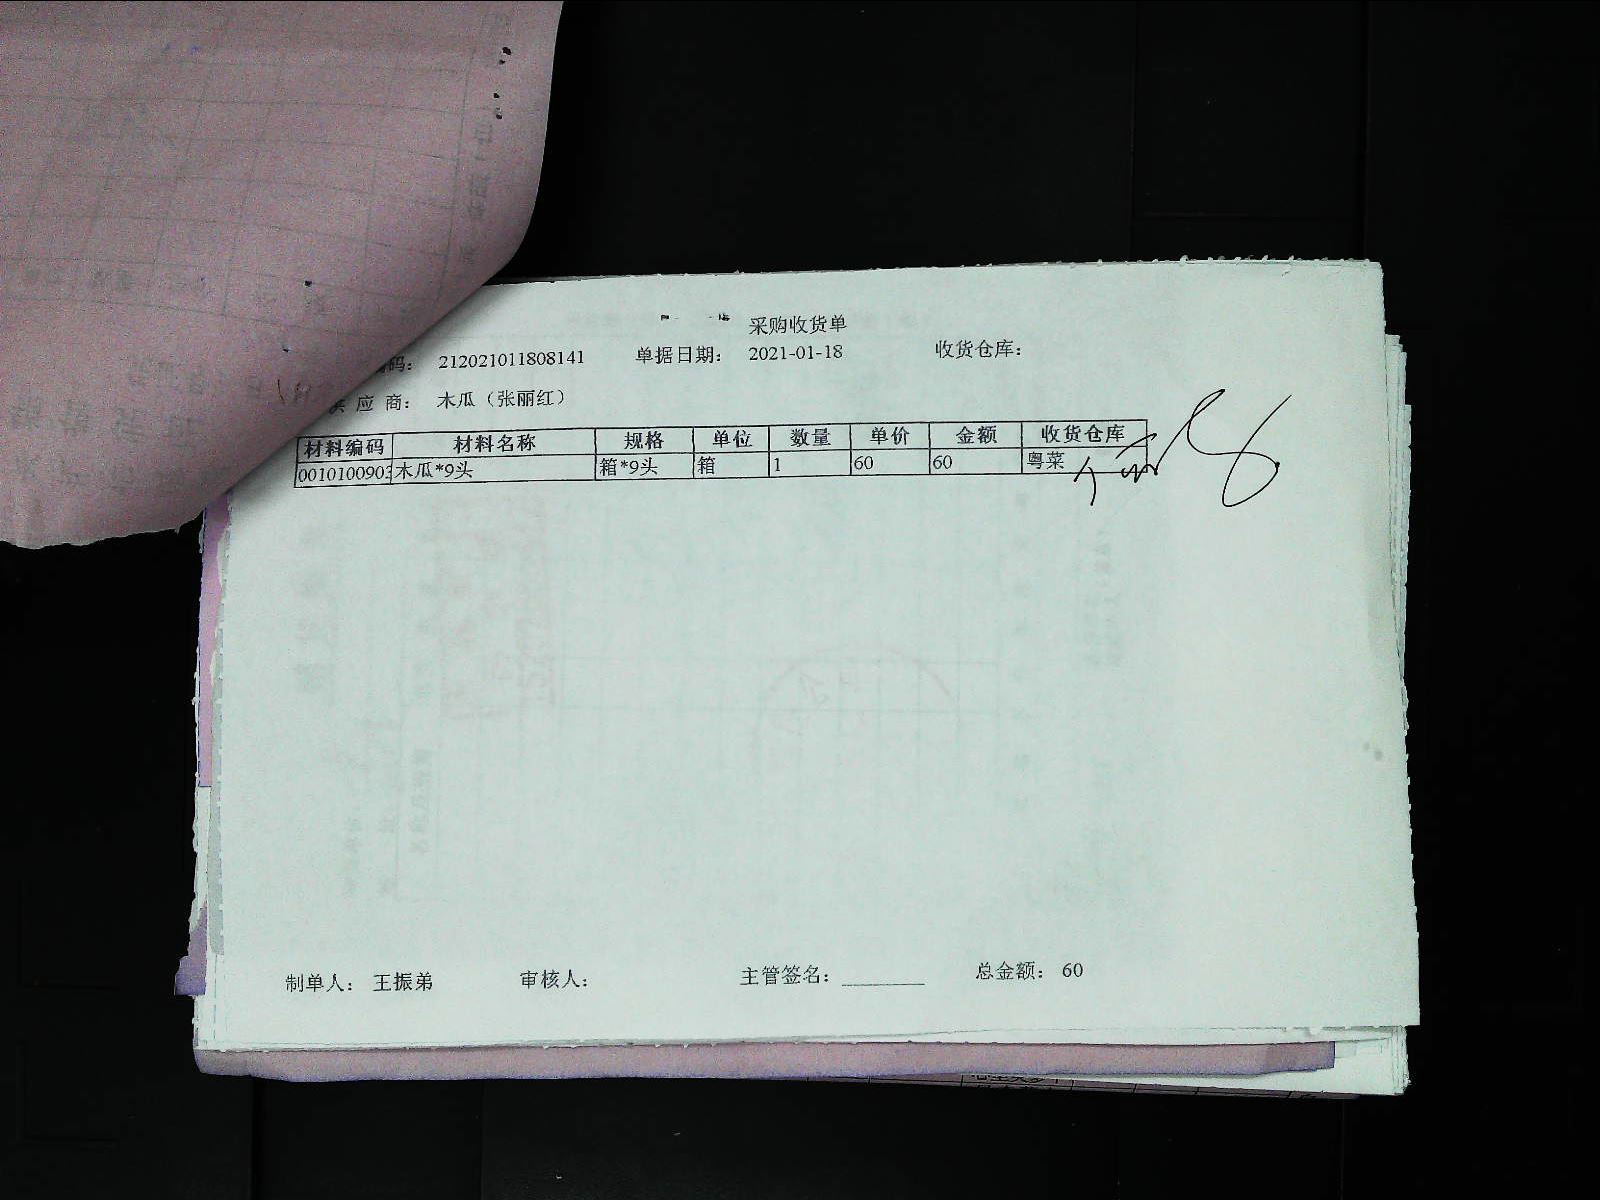 采购收货单
码： 212021011808141 单据日期： 2021-01-18 收货仓库：
应 商： 木瓜（张丽红）
材料编码 材料名称 规格 单位 数量 单价 金额 收货仓库
0010100903 木瓜*9头 箱*9头 箱 1 60 60 粤菜
制单人： 王振弟 审核人： 主管签名： 总金额： 60